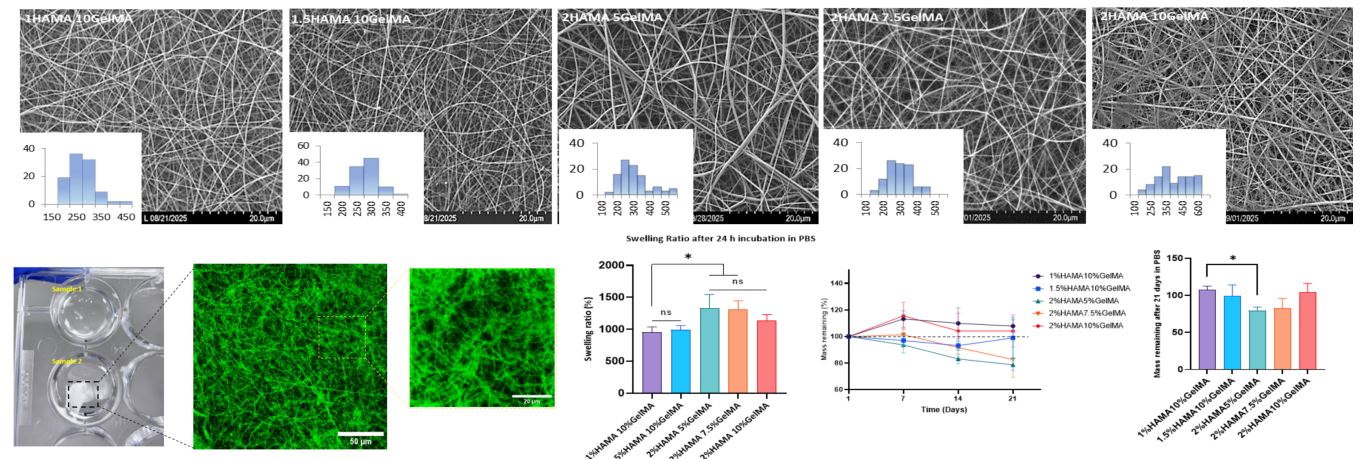 1HAMA 10GelMA
1.5HAMA 10GelMA
2HAMA 5GelMA
2HAMA 7.5GelMA
2HAMA 10GelMA
40
20
0
150 250 350 450
L 08/21/2025
20.0µm
60
40
20
0
150 200 250 300 350 400
/21/2025
20.0µm
40
20
0
100 200 300 400 500
/28/2025
20.0µm
40
20
0
100 200 300 400 500
/01/2025
20.0µm
40
20
0
100 225 350 475 600
/01/2025
20.0µm
Sample 1
Sample 2
50 µm
20 µm
Swelling Ratio after 24 h incubation in PBS
Swelling ratio (%)
2000
1500
1000
500
0
*
ns
ns
1%HAMA 10%GelMA
5%HAMA 10%GelMA
2%HAMA 5%GelMA
2%HAMA 7.5%GelMA
2%HAMA 10%GelMA
Mass remaining (%)
140
120
100
80
60
1 7 14 21
Time (Days)
1%HAMA10%GelMA
1.5%HAMA10%GelMA
2%HAMA5%GelMA
2%HAMA7.5%GelMA
2%HAMA10%GelMA
Mass remaining after 21 days in PBS
150
100
50
0
*
1%HAMA10%GelMA
1.5%HAMA10%GelMA
2%HAMA5%GelMA
2%HAMA7.5%GelMA
2%HAMA10%GelMA